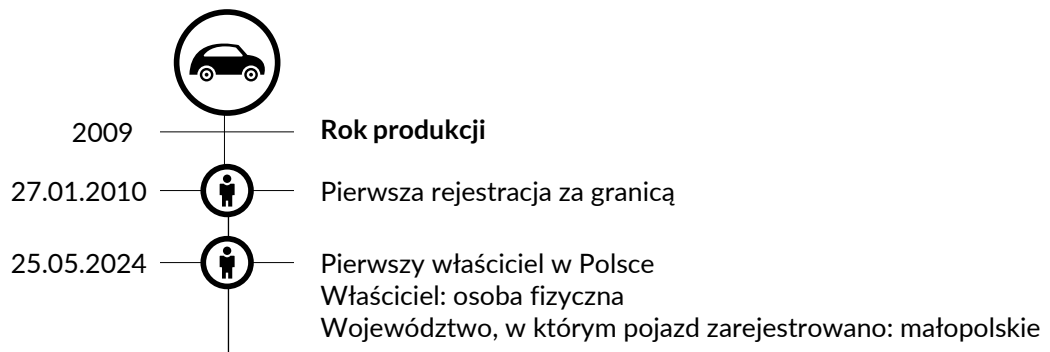 2009 Rok produkcji
27.01.2010 Pierwsza rejestracja za granicą
25.05.2024 Pierwszy właściciel w Polsce
Właściciel: osoba fizyczna
Województwo, w którym pojazd zarejestrowano: małopolskie